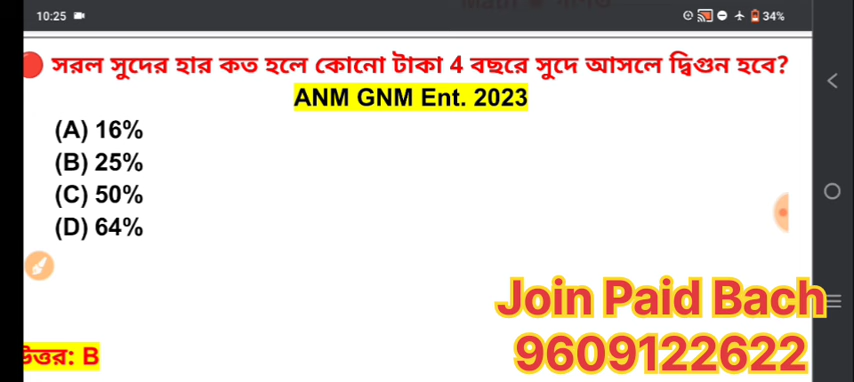 10:25
34%
সরল সুদের হার কত হলে কোনো টাকা 4 বছরে সুদে আসলে দ্বিগুন হবে?
ANM GNM Ent. 2023
(A) 16%
(B) 25%
(C) 50%
(D) 64%
Join Paid Bach
9609122622
উত্তর: B